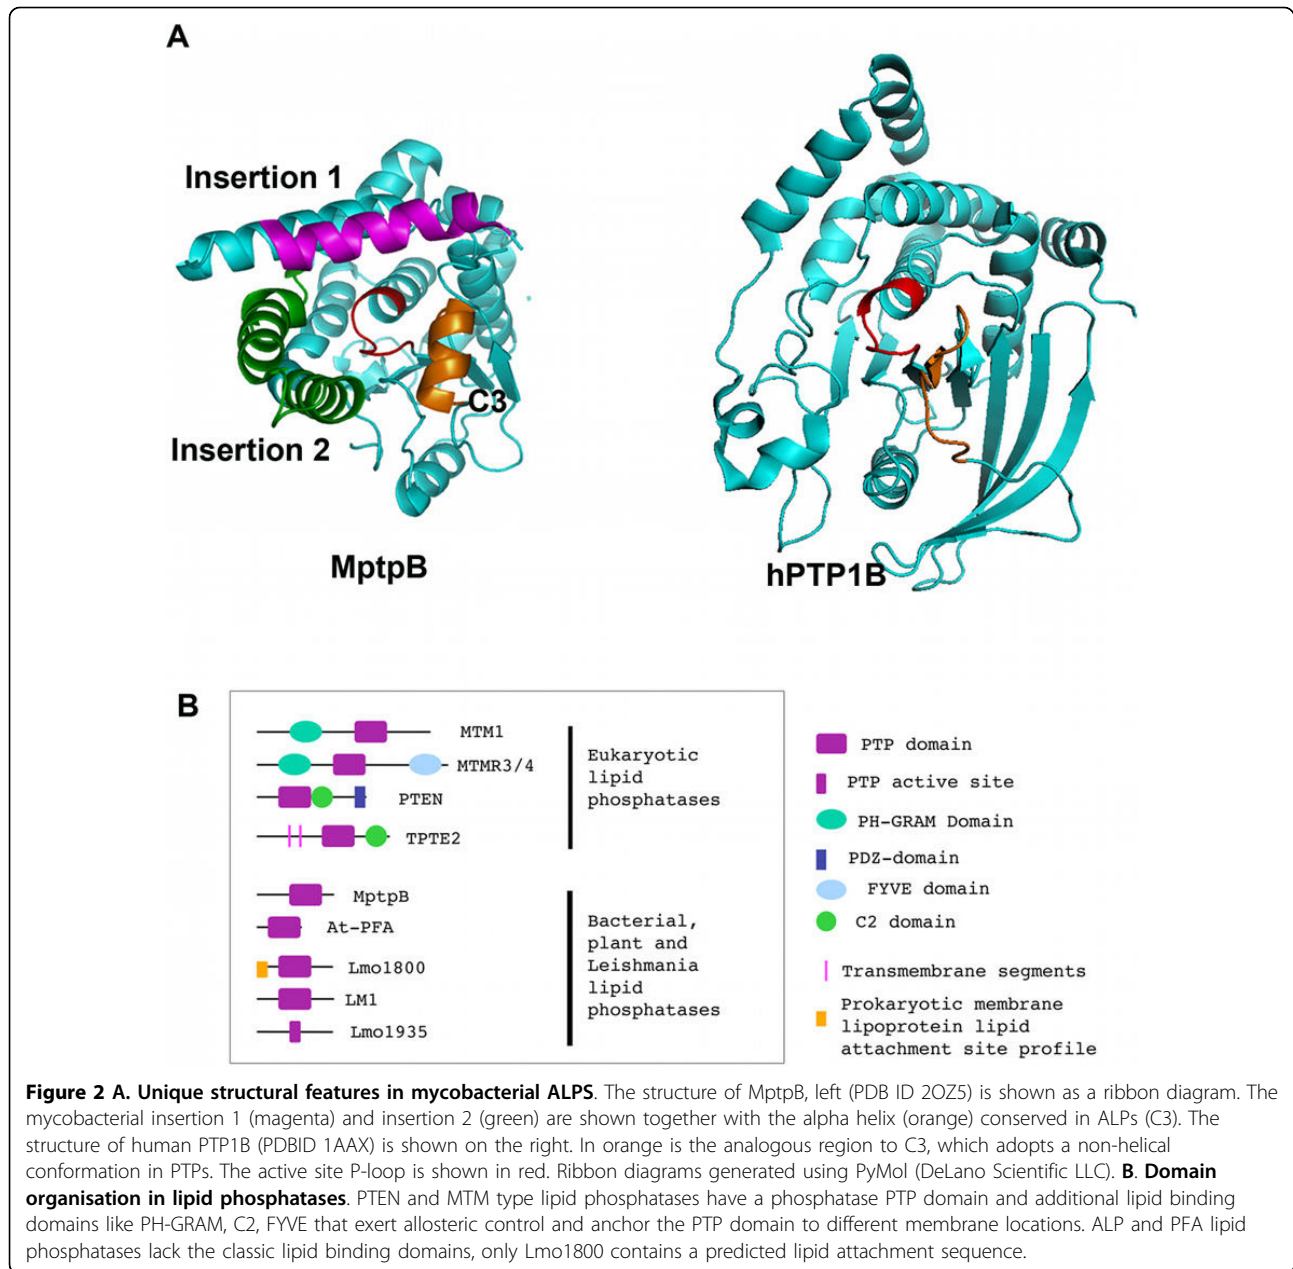 A
Insertion 1
Insertion 2
C3
MptpB
hPTP1B
B
MTM1
MTMR3/4
PTEN
TPTE2
Eukaryotic
lipid
phosphatases
MptpB
At-PFA
Lmo1800
LM1
Lmo1935
Bacterial,
plant and
Leishmania
lipid
phosphatases
PTP domain
PTP active site
PH-GRAM Domain
PDZ-domain
FYVE domain
C2 domain
Transmembrane segments
Prokaryotic membrane
lipoprotein lipid
attachment site profile
Figure 2 A. Unique structural features in mycobacterial ALPS. The structure of MptpB, left (PDB ID 2OZ5) is shown as a ribbon diagram. The
mycobacterial insertion 1 (magenta) and insertion 2 (green) are shown together with the alpha helix (orange) conserved in ALPs (C3). The
structure of human PTP1B (PDBID 1AAX) is shown on the right. In orange is the analogous region to C3, which adopts a non-helical
conformation in PTPs. The active site P-loop is shown in red. Ribbon diagrams generated using PyMol (DeLano Scientific LLC). B. Domain
organisation in lipid phosphatases. PTEN and MTM type lipid phosphatases have a phosphatase PTP domain and additional lipid binding
domains like PH-GRAM, C2, FYVE that exert allosteric control and anchor the PTP domain to different membrane locations. ALP and PFA lipid
phosphatases lack the classic lipid binding domains, only Lmo1800 contains a predicted lipid attachment sequence.